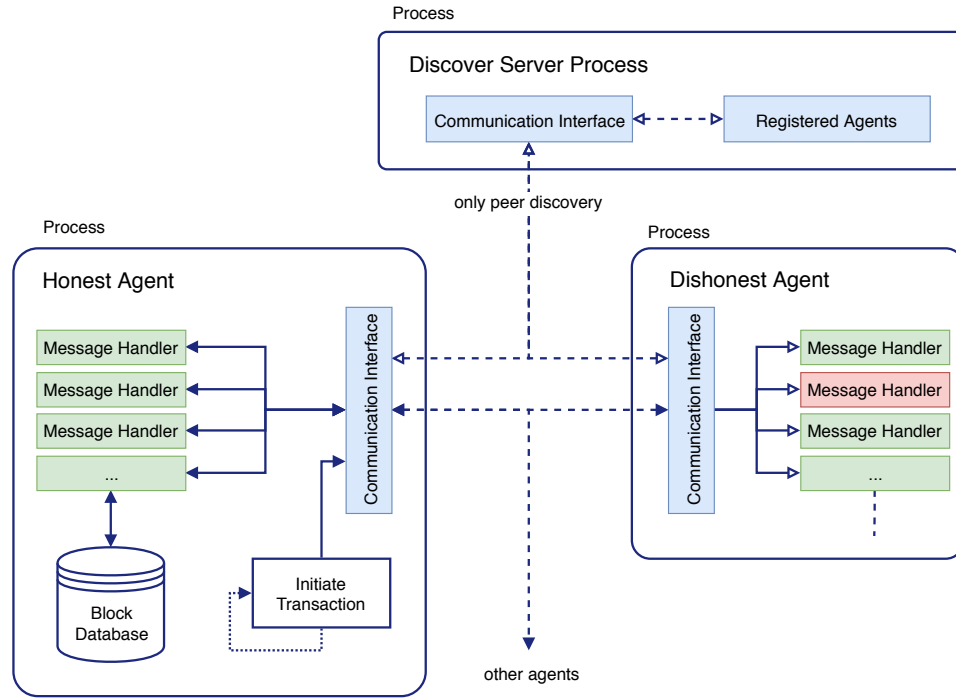 Process
Discover Server Process
Communication Interface
Registered Agents
only peer discovery
Process
Honest Agent
Message Handler
Message Handler
Message Handler
...
Communication Interface
Block
Database
Initiate
Transaction
Process
Dishonest Agent
Communication Interface
Message Handler
Message Handler
Message Handler
...
other agents